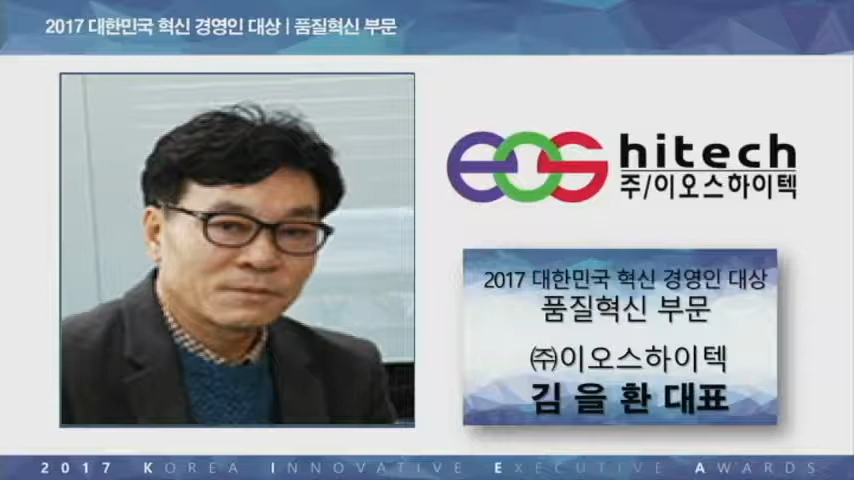 2017 대한민국 혁신 경영인 대상 | 품질혁신 부문
eos hitech
주/이오스하이텍
2017 대한민국 혁신 경영인 대상
품질혁신 부문
㈜이오스하이텍
김 을 환 대표
2017 KOREA INNOVATIVE EXECUTIVE AWARDS